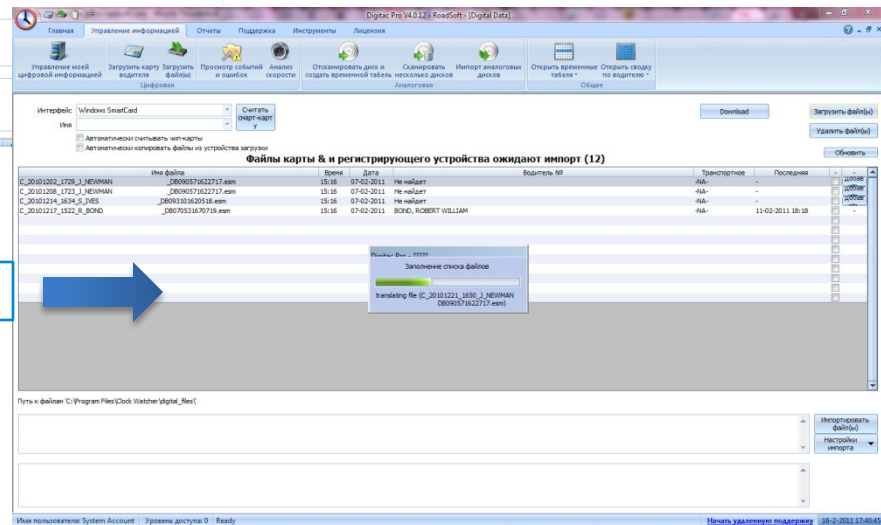 Digitac Pro V4.0.12 - RoadSoft - [Digital Data]
Главная Управление информацией Отчеты Поддержка Инструменты Лицензия
Управление моей цифровой информацией
Загрузить карту водителя
Загрузить файл(ы)
Просмотр событий и ошибок
Анализ скорости
Отсканировать диск и создать временной табель
Сканировать несколько дисков
Импорт аналоговых дисков
Открыть временные табеля
Открыть сводку по водителю
Цифровая Аналоговая Общие
Интерфейс Windows SmartCard
Считать смарт-карт у
Download
Загрузить файл(ы)
Имя
Удалить файл(ы)
Автоматически считывать чип-карты
Автоматически копировать файлы из устройства загрузки
Обновить
Файлы карты & и регистрирующего устройства ожидают импорт (12)
Имя файла Время Дата Водитель № Транспортное Последняя - -
C_20101202_1729_J_NEWMAN _DB090571622717.esm 15:16 07-02-2011 Не найдет -NA- -
C_20101208_1723_J_NEWMAN _DB090571622717.esm 15:16 07-02-2011 Не найдет -NA- -
C_20101214_1634_S_IVES _DB093101620518.esm 15:16 07-02-2011 Не найдет -NA- -
C_20101217_1522_R_BOND _DB070531670719.esm 15:16 07-02-2011 BOND, ROBERT WILLIAM -NA- 11-02-2011 18:18 -
Digitac Pro - ?????
Заполнение списка файлов
translating file (C_20101221_1650_J_NEWMAN
DB090571622717.esm)
Путь к файлам 'C:\Program Files\Clock Watcher\digital_files\'
Импортировать файл(ы)
Настройки импорта
Имя пользователя: System Account Уровень доступа: 0 Ready Начать удаленную поддержку 16-2-2011 17:40:45